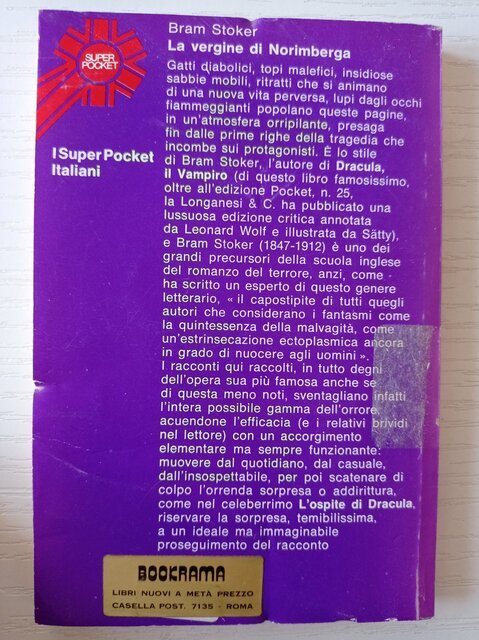 SUPER
POCKET
I Super Pocket
Italiani
Bram Stoker
La vergine di Norimberga
Gatti diabolici, topi malefici, insidiose
sabbie mobili, ritratti che si animano
di una nuova vita perversa, lupi dagli occhi
fiammeggianti popolano queste pagine,
in un'atmosfera orripilante, presaga
fin dalle prime righe della tragedia che
incombe sui protagonisti. È lo stile
di Bram Stoker, l'autore di Dracula,
il Vampiro (di questo libro famosissimo,
oltre all'edizione Pocket, n. 25,
la Longanesi & C. ha pubblicato una
lussuosa edizione critica annotata
da Leonard Wolf e illustrata da Sätty),
e Bram Stoker (1847-1912) è uno dei
grandi precursori della scuola inglese
del romanzo del terrore, anzi, come
ha scritto un esperto di questo genere
letterario, « il capostipite di tutti quegli
autori che considerano i fantasmi come
la quintessenza della malvagità, come
un'estrinsecazione ectoplasmica ancora
in grado di nuocere agli uomini ».
I racconti qui raccolti, in tutto degni
dell'opera sua più famosa anche se
di questa meno noti, sventagliano infatti
l'intera possibile gamma dell'orrore,
acuendone l'efficacia (e i relativi brividi
nel lettore) con un accorgimento
elementare ma sempre funzionante:
muovere dal quotidiano, dal casuale,
dall'insospettabile, per poi scatenare di
colpo l'orrenda sorpresa o addirittura,
come nel celeberrimo L'ospite di Dracula,
riservare la sorpresa, temibilissima,
a un ideale ma immaginabile
proseguimento del racconto
BOOKRAMA
LIBRI NUOVI A METÀ PREZZO
CASELLA POST. 7135 - ROMA